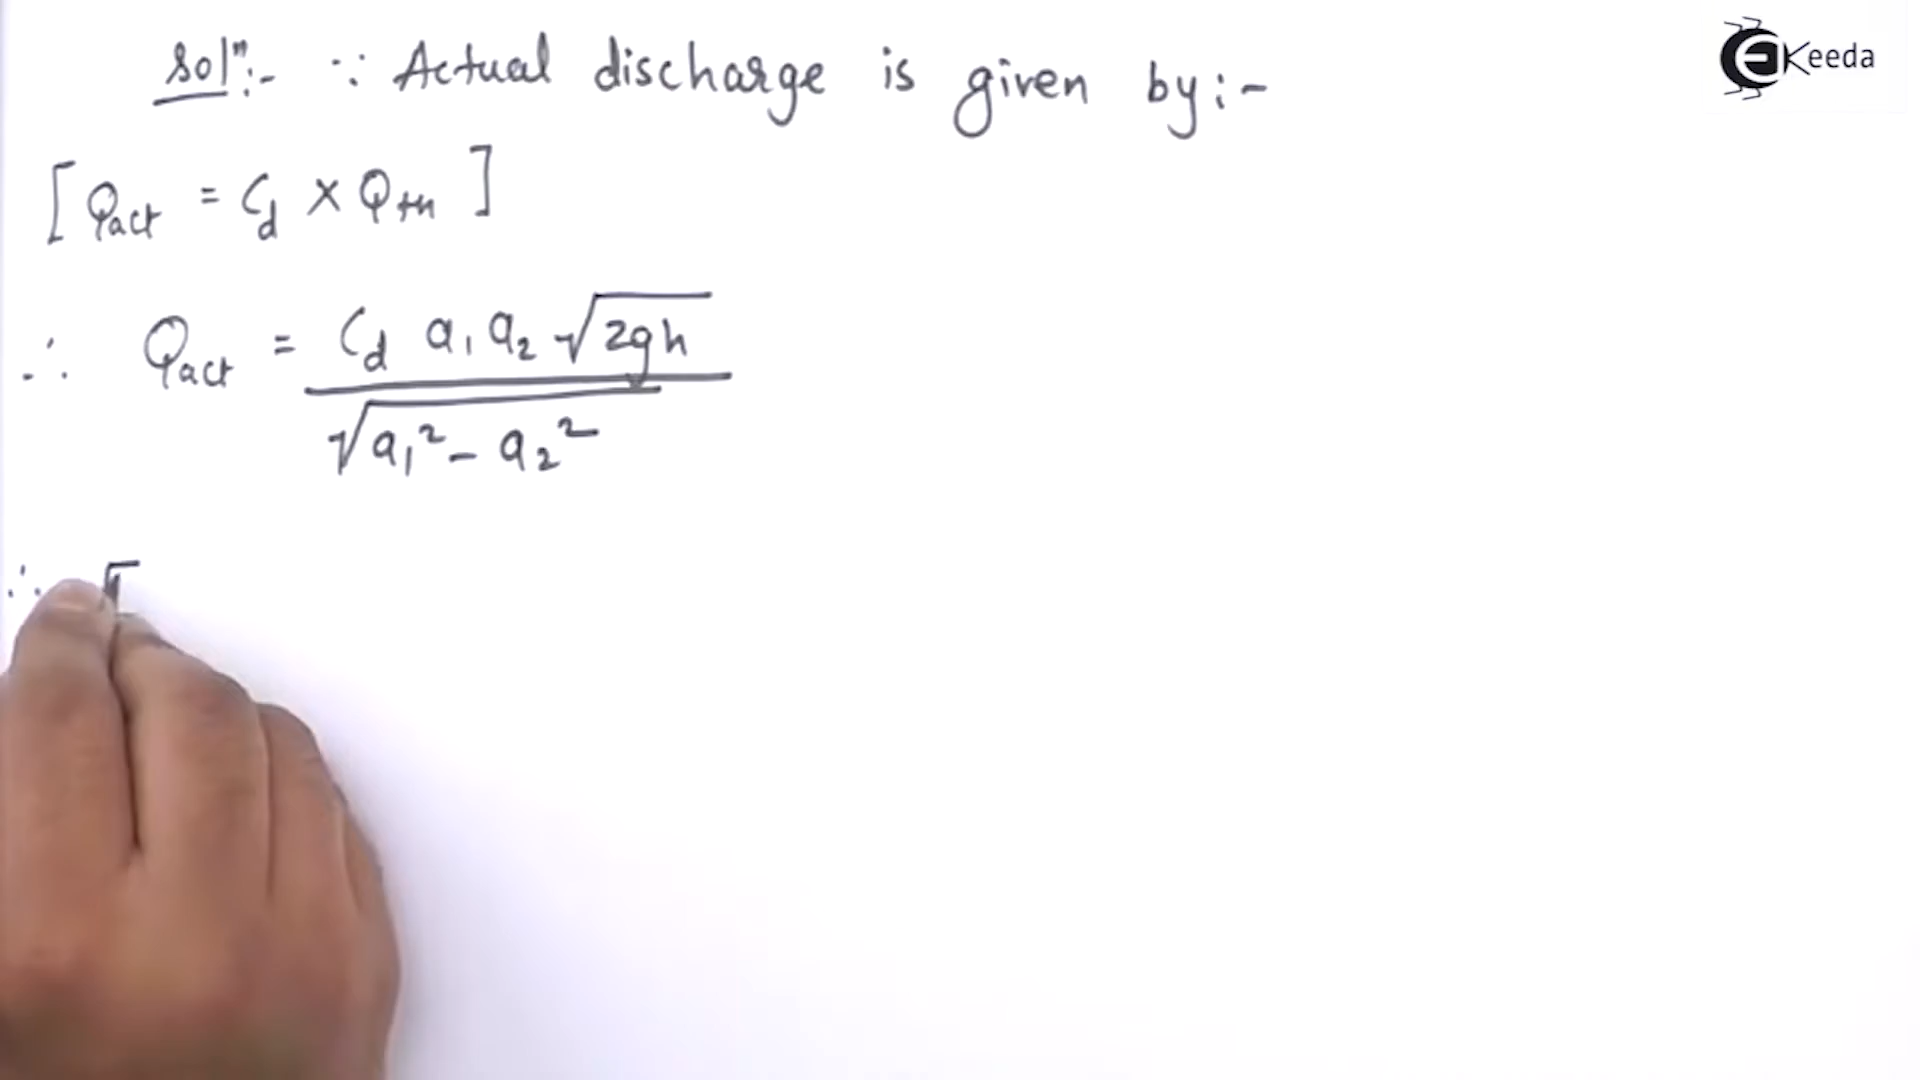 Ekeeda
Solⁿ:- ∵ Actual discharge is given by:-
[Qact = Cd × Qth]
∴ Qact = Cd a₁ a₂ √2gh
√a₁² - a₂²
∴